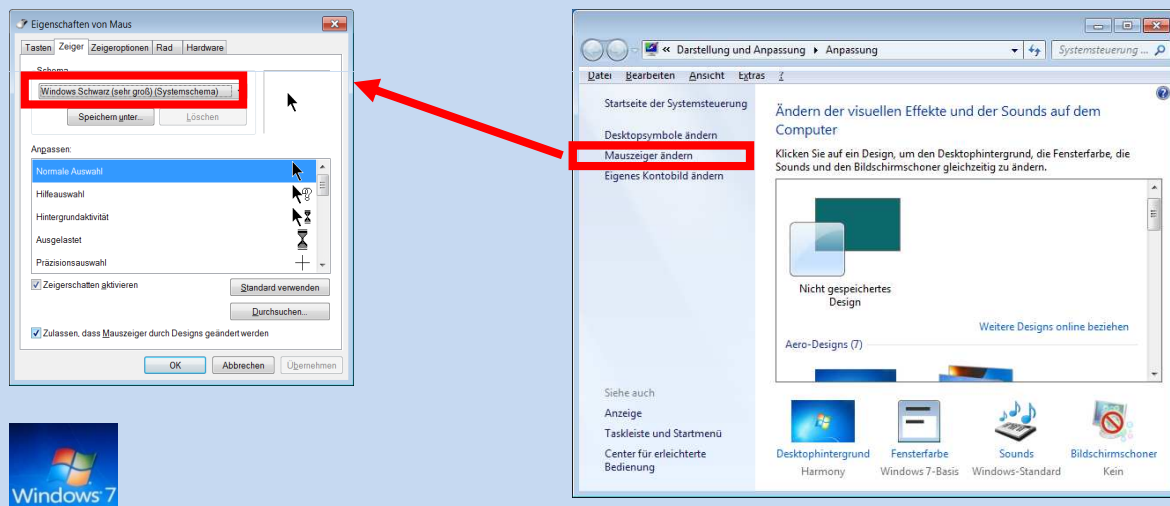 Eigenschaften von Maus
Tasten Zeiger Zeigeroptionen Rad Hardware
Schema
Windows Schwarz (sehr groß) (Systemschema)
Speichern unter... Löschen
Angassen:
Normale Auswahl
Hilfeauswahl
Hintergrundaktivität
Ausgelastet
Präzisionsauswahl
Zeigerschatten aktivieren
Standard verwenden
Durchsuchen...
Zulassen, dass Mauszeiger durch Designs geändert werden
OK Abbrechen Übernehmen
Windows 7
« Darstellung und Anpassung Anpassung
Systemsteuerung ...
Datei Bearbeiten Ansicht Extras ?
Startseite der Systemsteuerung
Desktopsymbole ändern
Mauszeiger ändern
Eigenes Kontobild ändern
Siehe auch
Anzeige
Taskleiste und Startmenü
Center für erleichterte
Bedienung
Ändern der visuellen Effekte und der Sounds auf dem
Computer
Klicken Sie auf ein Design, um den Desktophintergrund, die Fensterfarbe, die
Sounds und den Bildschirmschoner gleichzeitig zu ändern.
Nicht gespeichertes
Design
Weitere Designs online beziehen
Aero-Designs (7)
Desktophintergrund Fensterfarbe Sounds Bildschirmschoner
Harmony Windows 7-Basis Windows-Standard Kein